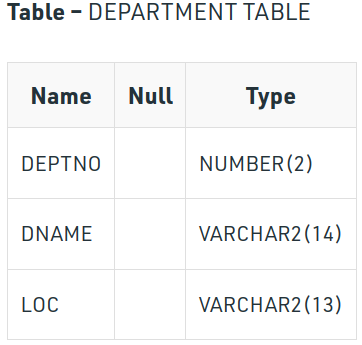 Table – DEPARTMENT TABLE
Name Null Type
DEPTNO NUMBER(2)
DNAME VARCHAR2(14)
LOC VARCHAR2(13)